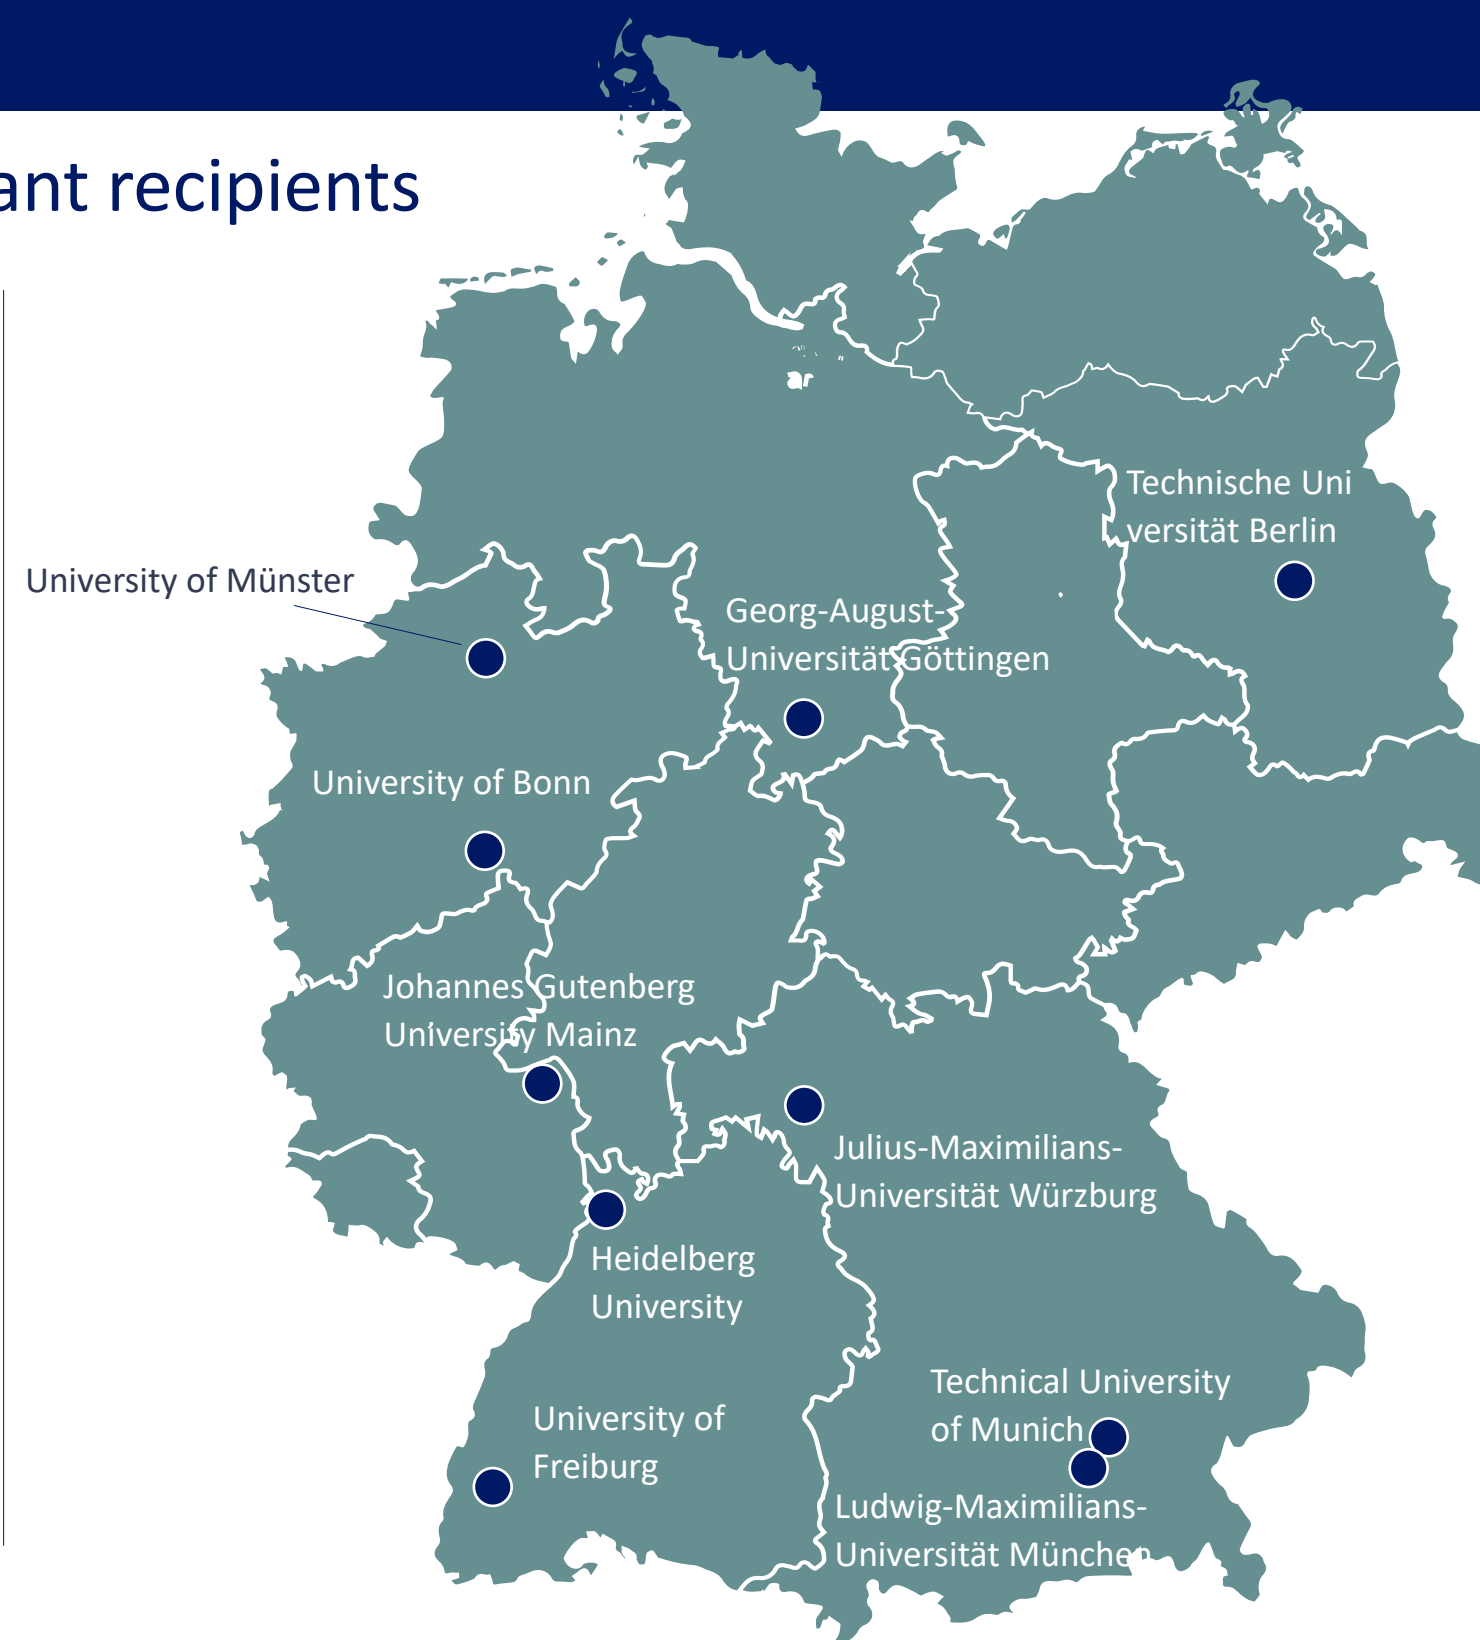 ant recipients
Technische Uni
versität Berlin
University of Münster
Georg-August-
Universität Göttingen
University of Bonn
Johannes Gutenberg
University Mainz
Julius-Maximilians-
Universität Würzburg
Heidelberg
University
Technical University
of Munich
University of
Freiburg
Ludwig-Maximilians-
Universität München